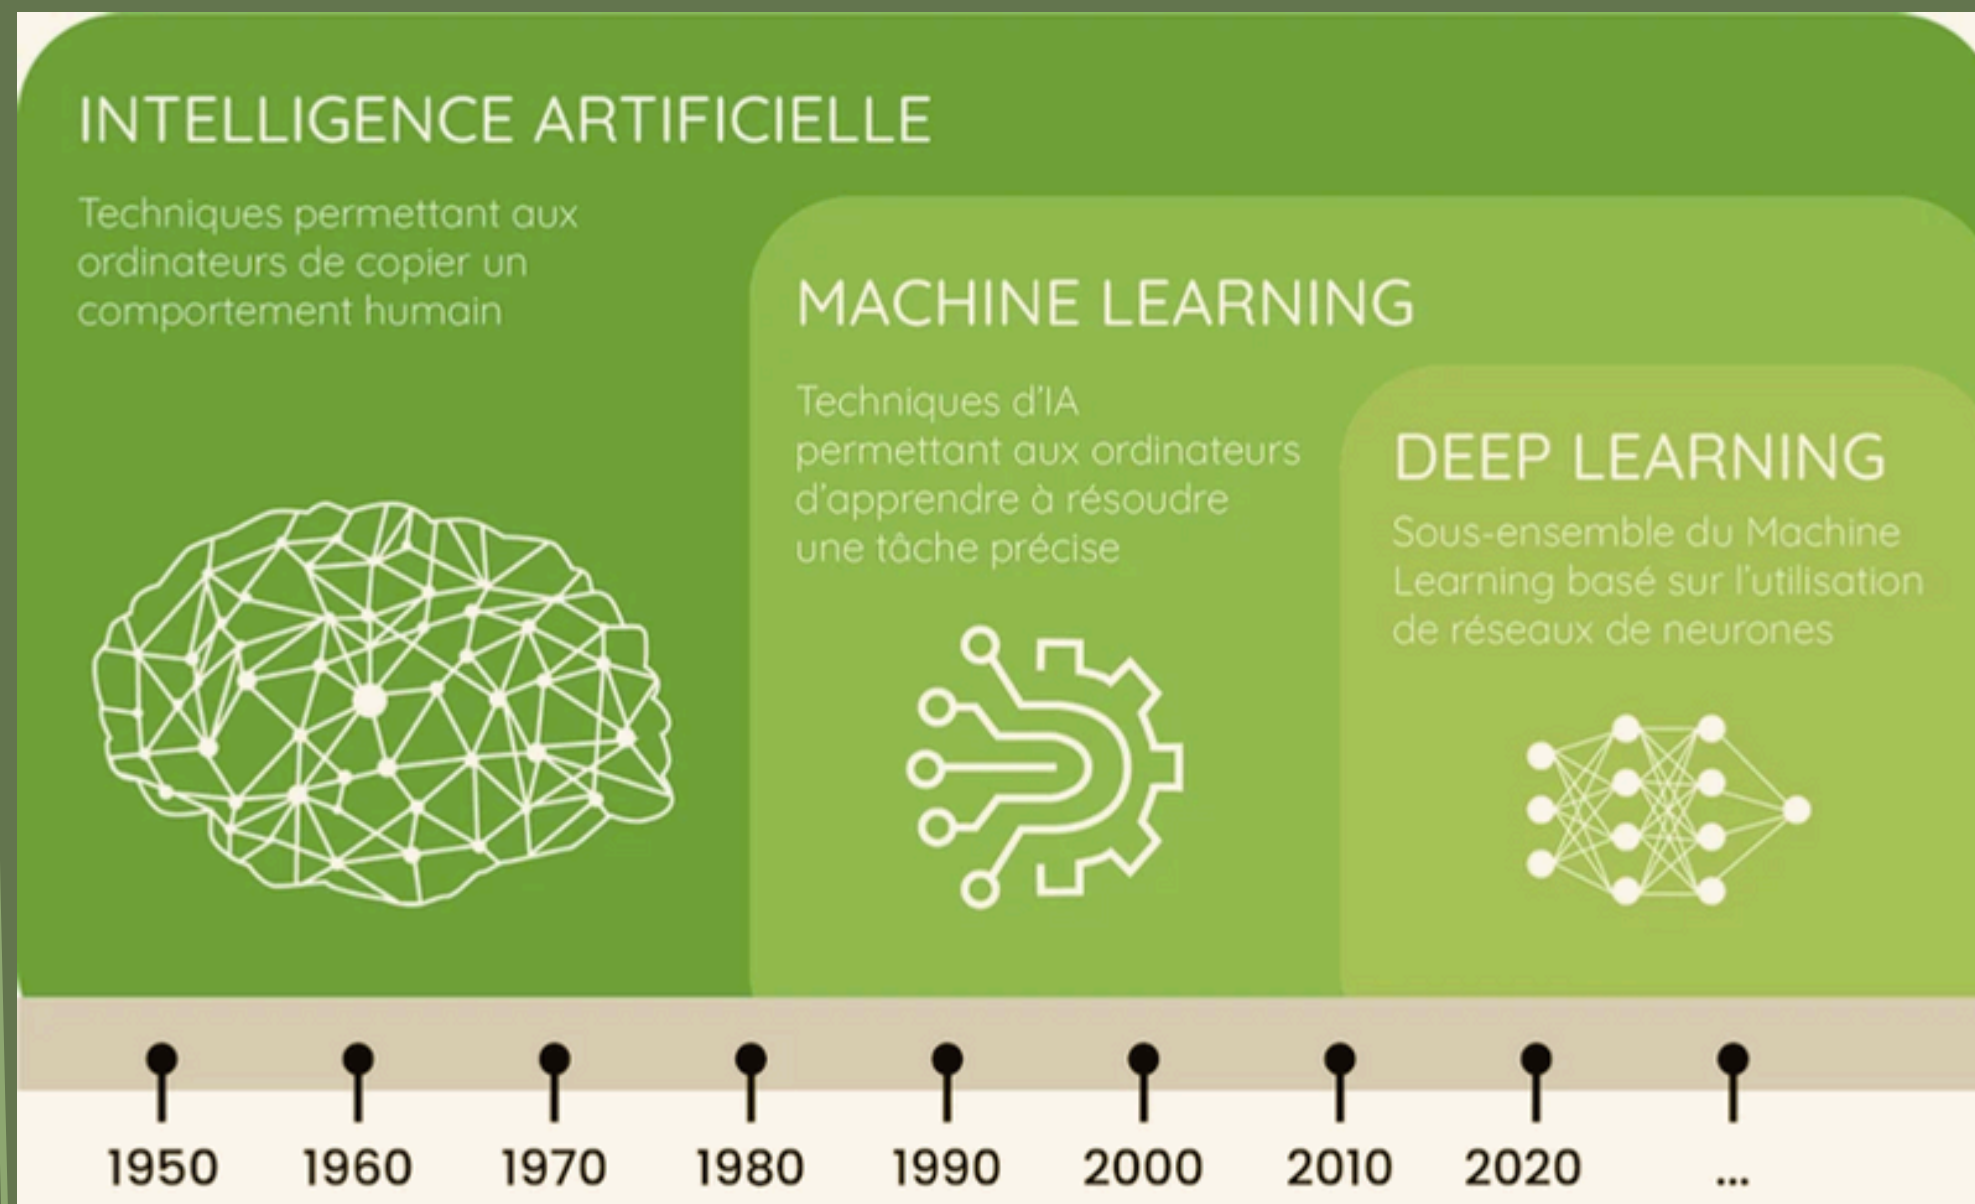 INTELLIGENCE ARTIFICIELLE
Techniques permettant aux
ordinateurs de copier un
comportement humain
MACHINE LEARNING
Techniques d'IA
permettant aux ordinateurs
d'apprendre à résoudre
une tâche précise
DEEP LEARNING
Sous-ensemble du Machine
Learning basé sur l'utilisation
de réseaux de neurones
1950 1960 1970 1980 1990 2000 2010 2020 ...